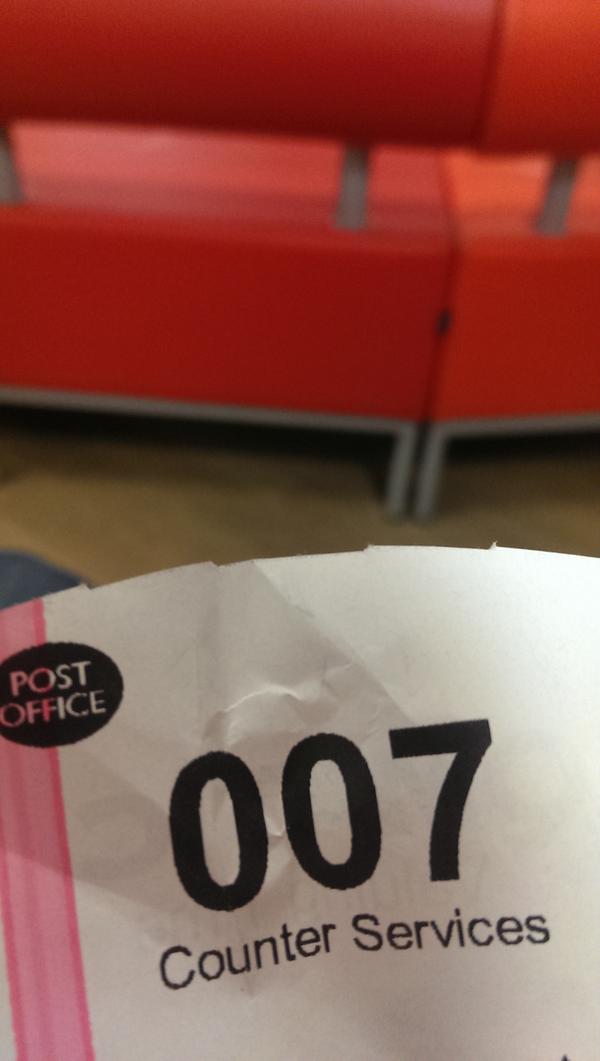 POST
OFFICE
007
Counter Services